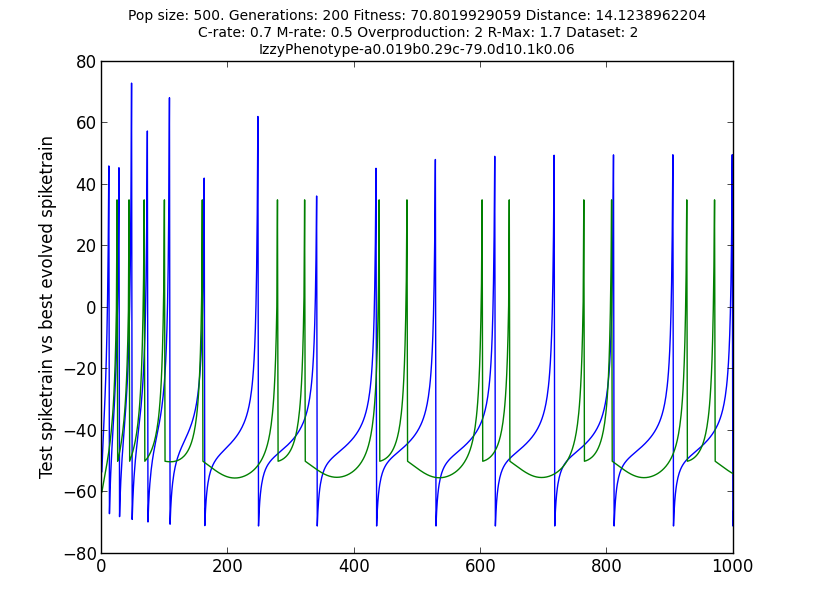 Pop size: 500. Generations: 200 Fitness: 70.8019929059 Distance: 14.1238962204
C-rate: 0.7 M-rate: 0.5 Overproduction: 2 R-Max: 1.7 Dataset: 2
IzzyPhenotype-a0.019b0.29c-79.0d10.1k0.06
Test spiketrain vs best evolved spiketrain
80
60
40
20
0
−20
−40
−60
−80
0 200 400 600 800 1000